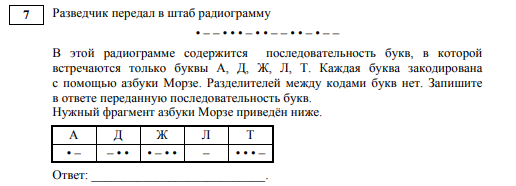 7
Разведчик передал в штаб радиограмму
• – – • • • – • • – – • • – – • – –
В этой радиограмме содержится последовательность букв, в которой
встречаются только буквы А, Д, Ж, Л, Т. Каждая буква закодирована
с помощью азбуки Морзе. Разделителей между кодами букв нет. Запишите
в ответе переданную последовательность букв.
Нужный фрагмент азбуки Морзе приведён ниже.
А Д Ж Л Т
• – – • • • – • • – • • • –
Ответ: ___________________________.